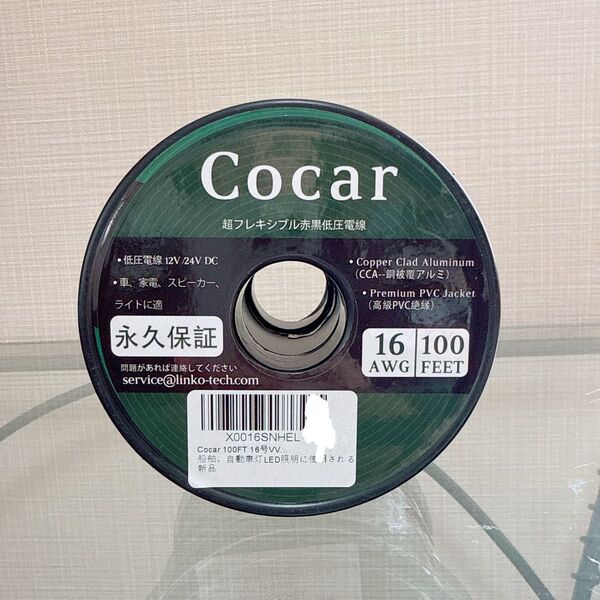 Cocar
超フレキシブル赤黒低圧電線
• 低圧電線 12V /24V DC
• 車、家電、スピーカー、
ライトに適
• Copper Clad Aluminum
(CCA--銅被覆アルミ)
• Premium PVC Jacket
(高級PVC绝緣)
永久保証
問題があれば連絡してください
service@linko-tech.com
16
AWG
100
FEET
X0016SNHEL
Cocar 100FT 16号VV...
船舶、自動車灯LED照明に使用される
新品